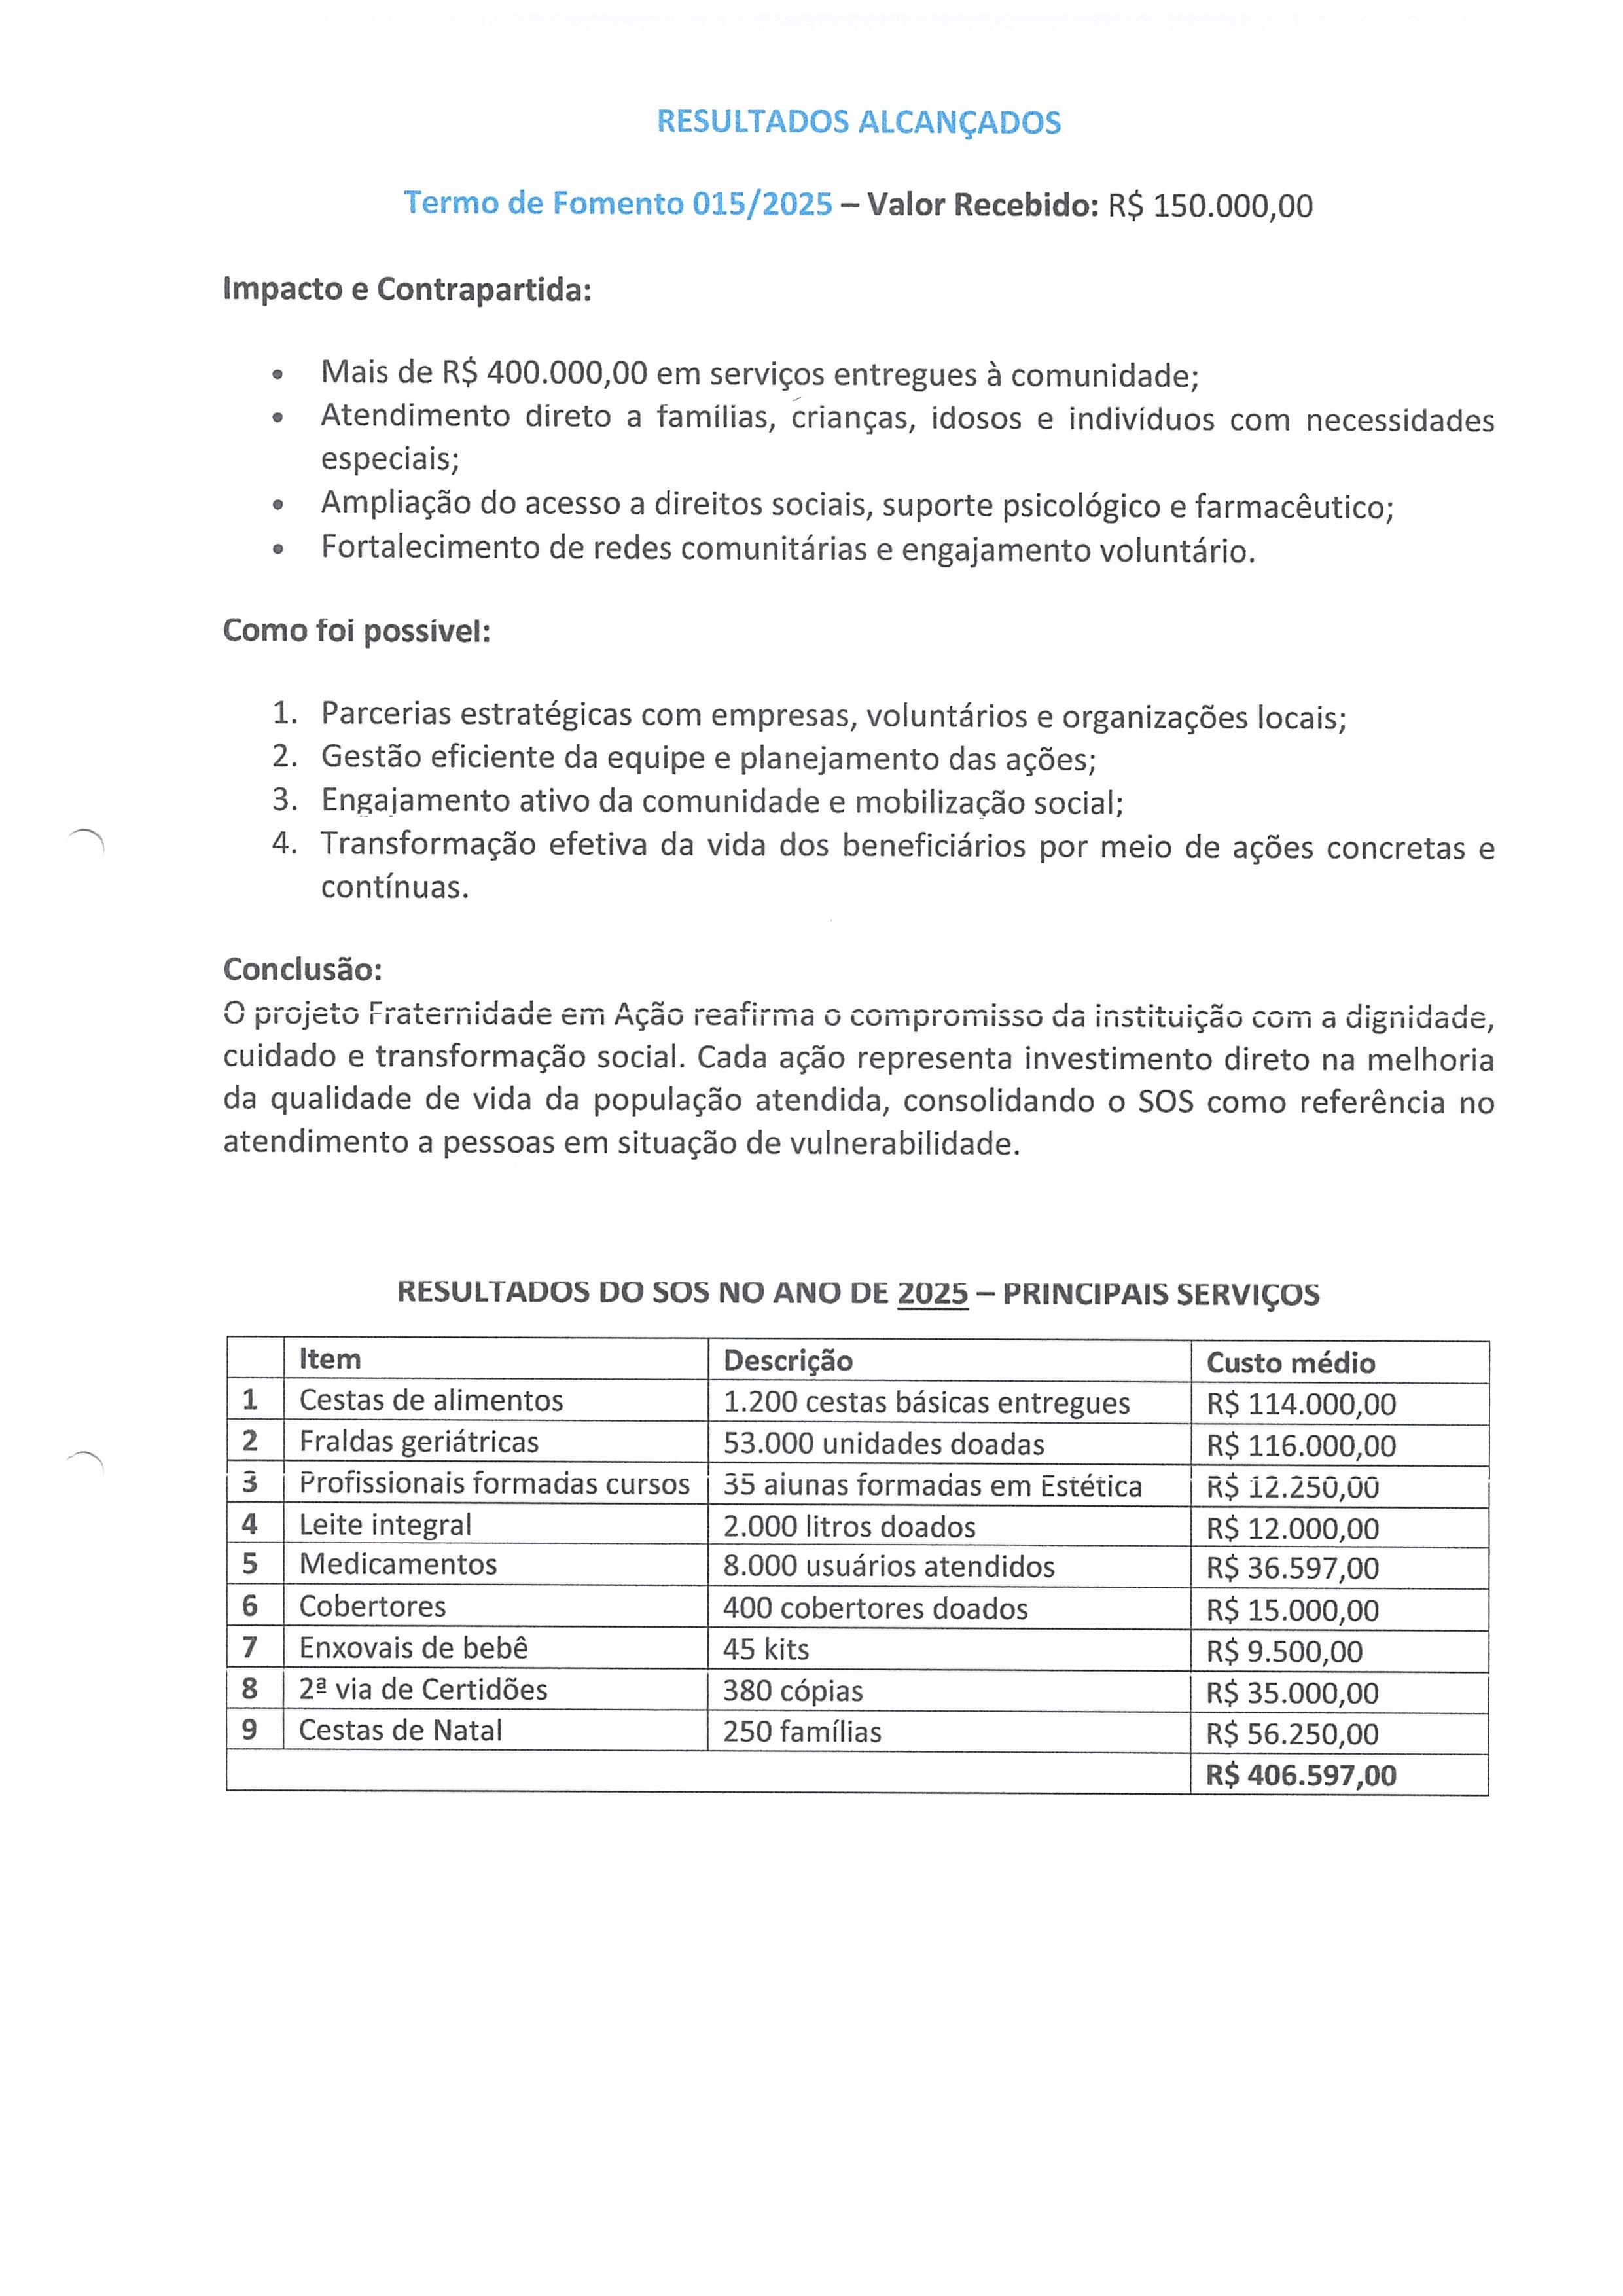 RESULTADOS ALCANÇADOS
Termo de Fomento 015/2025 – Valor Recebido: R$ 150.000,00
Impacto e Contrapartida:
• Mais de R$ 400.000,00 em serviços entregues à comunidade;
• Atendimento direto a famílias, crianças, idosos e indivíduos com necessidades
especiais;
• Ampliação do acesso a direitos sociais, suporte psicológico e farmacêutico;
• Fortalecimento de redes comunitárias e engajamento voluntário.
Como foi possível:
1. Parcerias estratégicas com empresas, voluntários e organizações locais;
2. Gestão eficiente da equipe e planejamento das ações;
3. Engajamento ativo da comunidade e mobilização social;
4. Transformação efetiva da vida dos beneficiários por meio de ações concretas e
contínuas.
Conclusão:
O projeto Fraternidade em Ação reafirma o compromisso da instituição com a dignidade,
cuidado e transformação social. Cada ação representa investimento direto na melhoria
da qualidade de vida da população atendida, consolidando o SOS como referência no
atendimento a pessoas em situação de vulnerabilidade.
RESULTADOS DO SOS NO ANO DE 2025 – PRINCIPAIS SERVIÇOS
Item Descrição Custo médio
1 Cestas de alimentos 1.200 cestas básicas entregues R$ 114.000,00
2 Fraldas geriátricas 53.000 unidades doadas R$ 116.000,00
3 Profissionais formadas cursos 35 alunas formadas em Estética R$ 12.250,00
4 Leite integral 2.000 litros doados R$ 12.000,00
5 Medicamentos 8.000 usuários atendidos R$ 36.597,00
6 Cobertores 400 cobertores doados R$ 15.000,00
7 Enxovais de bebê 45 kits R$ 9.500,00
8 2ª via de Certidões 380 cópias R$ 35.000,00
9 Cestas de Natal 250 famílias R$ 56.250,00
R$ 406.597,00